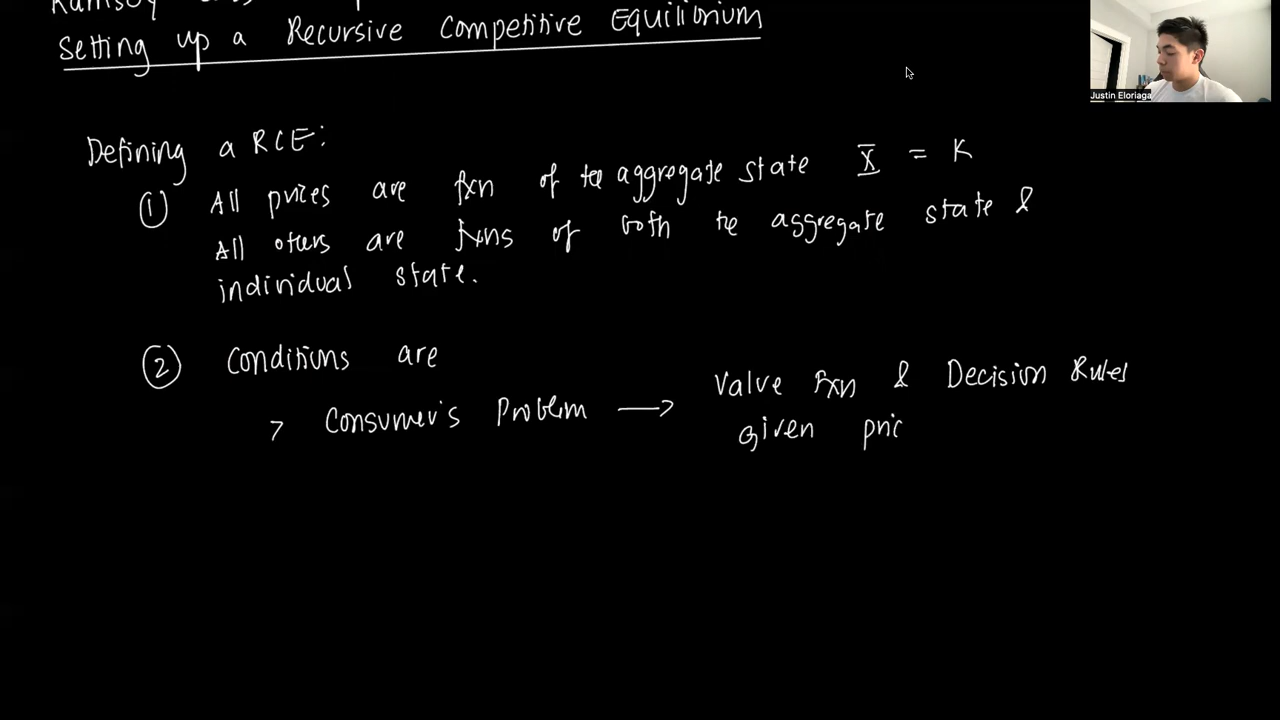 Ramsey
Setting up a Recursive Competitive Equilibrium
Justin Eloriaga
Defining a RCE:
① All prices are fxn of the aggregate state X = K
All others are fxns of both the aggregate state &
individual state.
② Conditions are
> Consumer's Problem → Value Fxn & Decision Rules
given pric